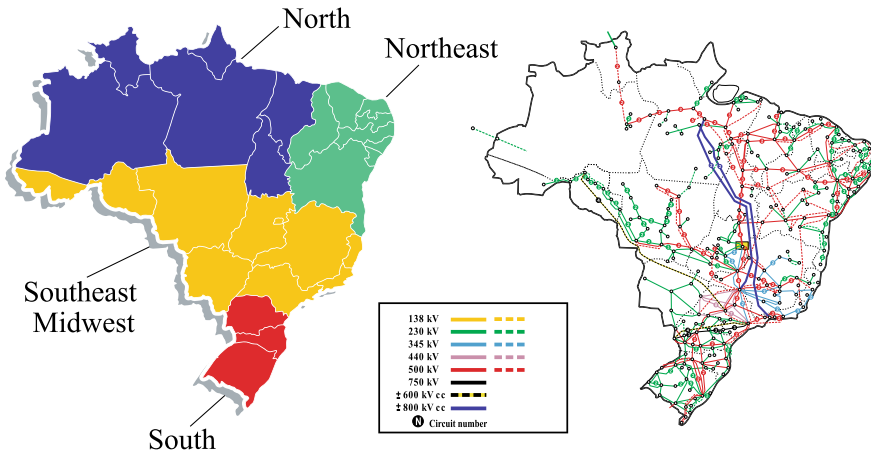 North
Northeast
Southeast
Midwest
South
138 kV
230 kV
345 kV
440 kV
500 kV
750 kV
±600 kV cc
±800 kV cc
N Circuit number